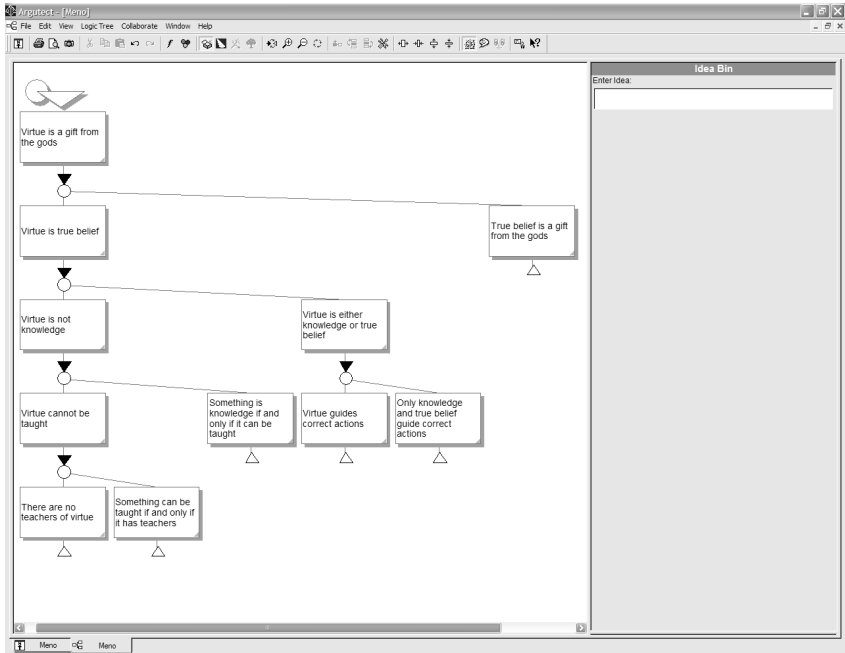 Argutect - [Meno]
File Edit View Logic Tree Collaborate Window Help
Idea Bin
Enter Idea:
Virtue is a gift from
the gods
Virtue is true belief
True belief is a gift
from the gods
Virtue is not
knowledge
Virtue is either
knowledge or true
belief
Virtue cannot be
taught
Something is
knowledge if and
only if it can be
taught
Virtue guides
correct actions
Only knowledge
and true belief
guide correct
actions
There are no
teachers of virtue
Something can be
taught if and only if
it has teachers
Meno
Meno